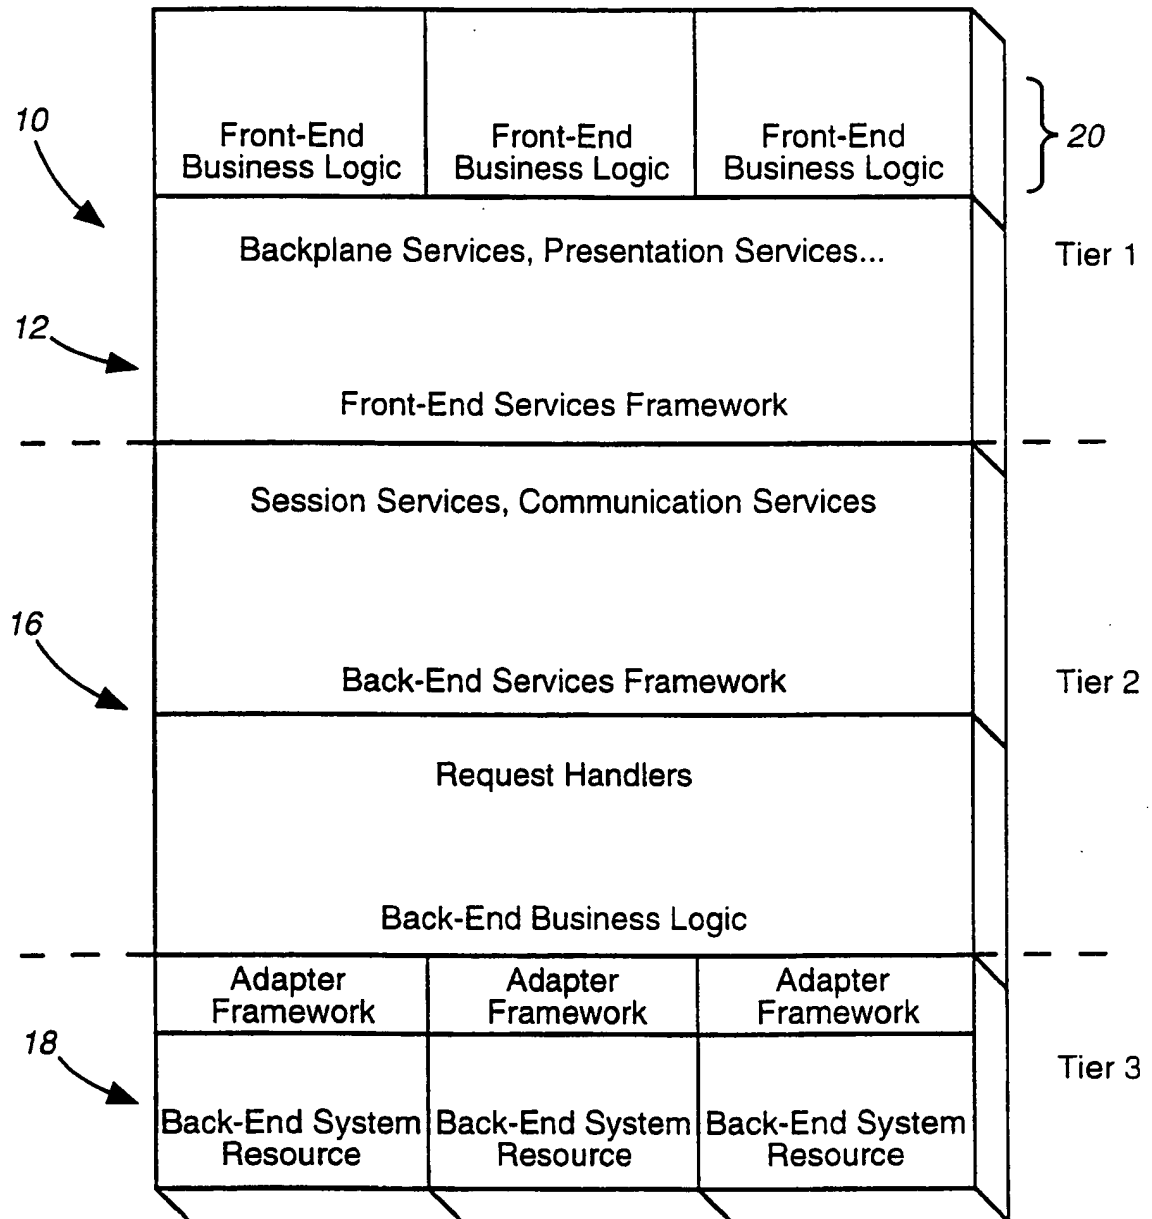 10
Front-End
Business Logic
Front-End
Business Logic
Front-End
Business Logic
20
Backplane Services, Presentation Services...
Tier 1
12
Front-End Services Framework
Session Services, Communication Services
16
Back-End Services Framework
Tier 2
Request Handlers
Back-End Business Logic
Adapter
Framework
Adapter
Framework
Adapter
Framework
18
Tier 3
Back-End System
Resource
Back-End System
Resource
Back-End System
Resource